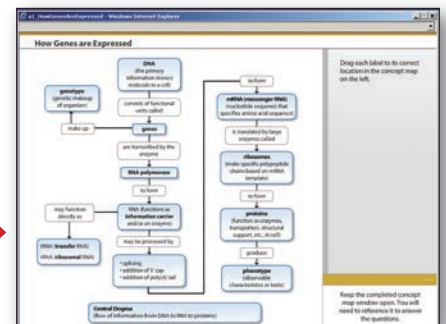 a1_HowGenesAreExpressed - Windows Internet Explorer
How Genes are Expressed
DNA
(the primary
information storage
molecule in a cell)
genotype
(genetic makeup
of organism)
consists of functional
units called
make up
genes
are transcribed by the
enzyme
RNA polymerase
to form
may function
directly as
RNA (functions as
information carrier
and/or an enzyme)
tRNA (transfer RNA)
rRNA (ribosomal RNA)
may be processed by
• splicing
• addition of 5' cap
• addition of poly(A) tail
Central Dogma
(flow of information from DNA to RNA to proteins)
to form
mRNA (messenger RNA)
(nucleotide sequence that
specifies amino acid sequence)
is translated by large
enzymes called
ribosomes
(make specific polypeptide
chains based on mRNA
template)
to form
proteins
(function as enzymes,
transporters, structural
support, etc., in cell)
produce
phenotype
(observable
characteristics or traits)
Drag each label to its correct
location in the concept map
on the left.
Keep the completed concept
map window open. You will
need to reference it to answer
the questions.